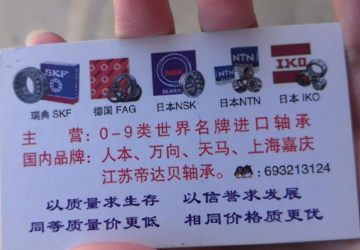 SKF FAG NSK NTN IKO
瑞典 SKF 德国 FAG 日本NSK 日本NTN 日本 IKO
主 营：0-9类世界名牌进口轴承
国内品牌：人本、万向、天马、上海嘉庆
江苏帝达贝轴承。 :693213124
以质量求生存 以信誉求发展
同等质量价更低 相同价格质更优